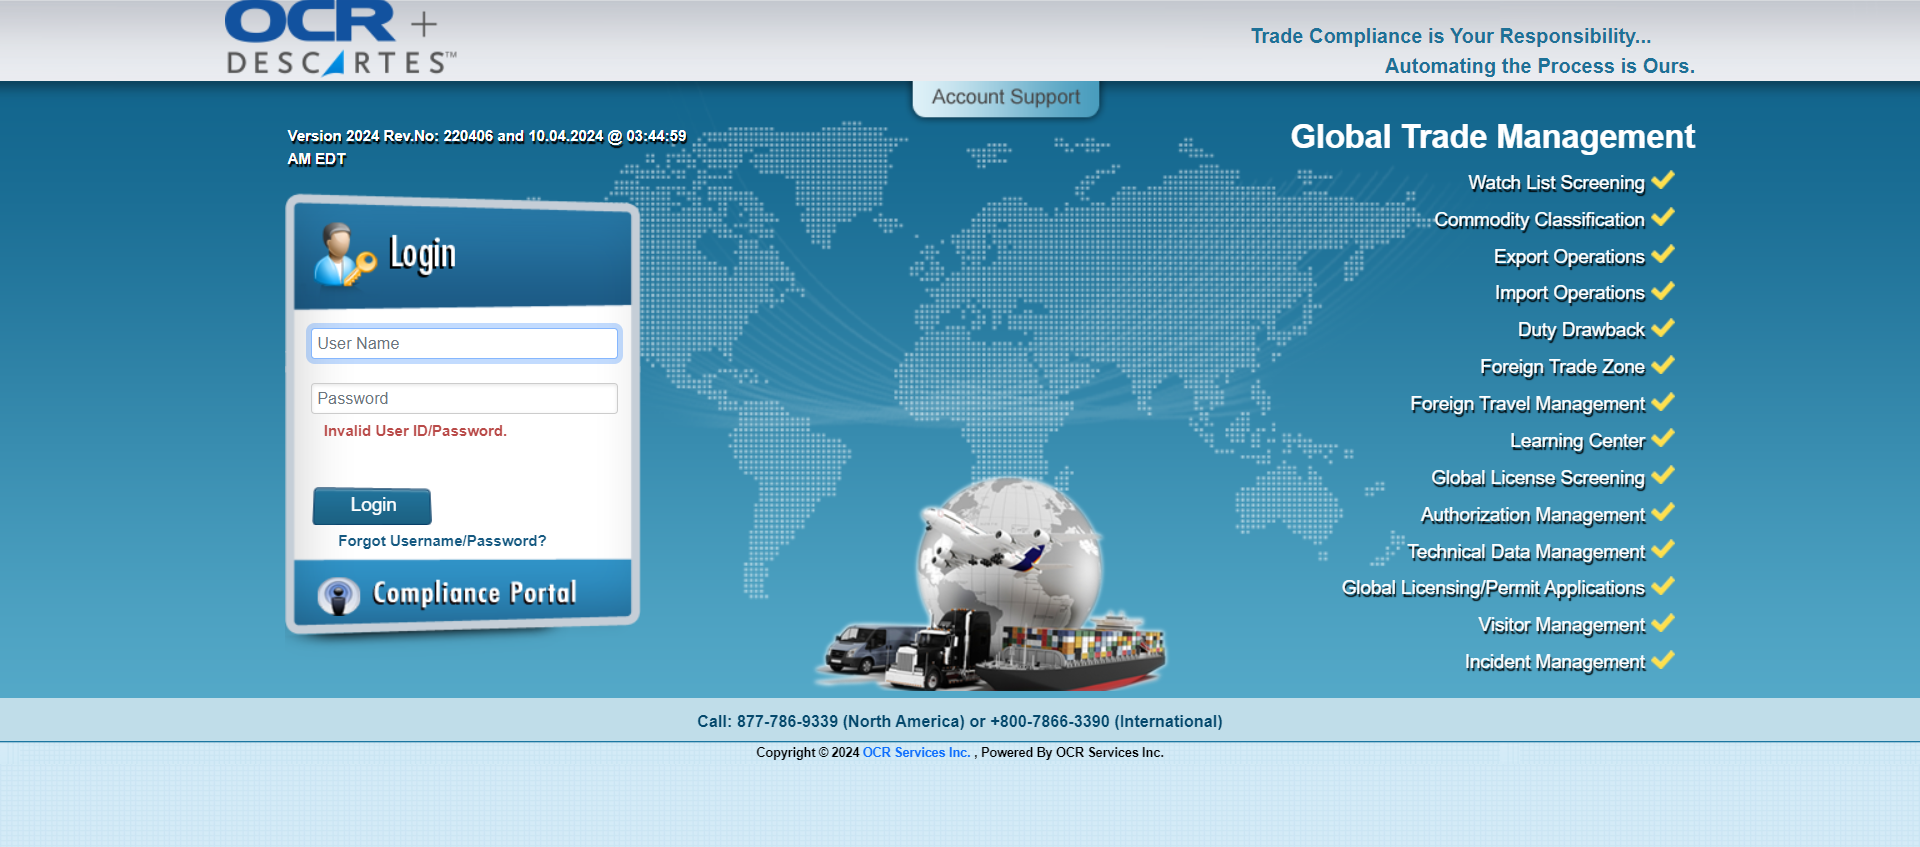 OCR +
DESCARTES™
Trade Compliance is Your Responsibility...
Automating the Process is Ours.
Account Support
Version 2024 Rev.No: 220406 and 10.04.2024 @ 03:44:59
AM EDT
Login
User Name
Password
Invalid User ID/Password.
Login
Forgot Username/Password?
Compliance Portal
Global Trade Management
Watch List Screening
Commodity Classification
Export Operations
Import Operations
Duty Drawback
Foreign Trade Zone
Foreign Travel Management
Learning Center
Global License Screening
Authorization Management
Technical Data Management
Global Licensing/Permit Applications
Visitor Management
Incident Management
Call: 877-786-9339 (North America) or +800-7866-3390 (International)
Copyright © 2024 OCR Services Inc. , Powered By OCR Services Inc.